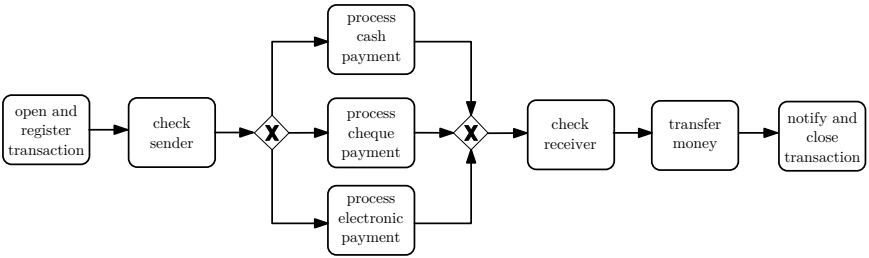 open and
register
transaction
check
sender
X
process
cash
payment
process
cheque
payment
process
electronic
payment
X
check
receiver
transfer
money
notify and
close
transaction